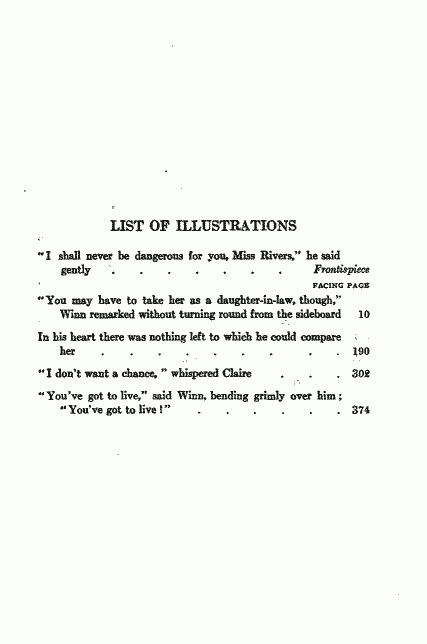 LIST OF ILLUSTRATIONS
"I shall never be dangerous for you, Miss Rivers," he said
gently . . . . . . . Frontispiece
FACING PAGE
"You may have to take her as a daughter-in-law, though,"
Winn remarked without turning round from the sideboard 10
In his heart there was nothing left to which he could compare
her . . . . . . . . . 190
"I don't want a chance," whispered Claire . . . 302
"You've got to live," said Winn, bending grimly over him;
"You've got to live!" . . . . . . 374